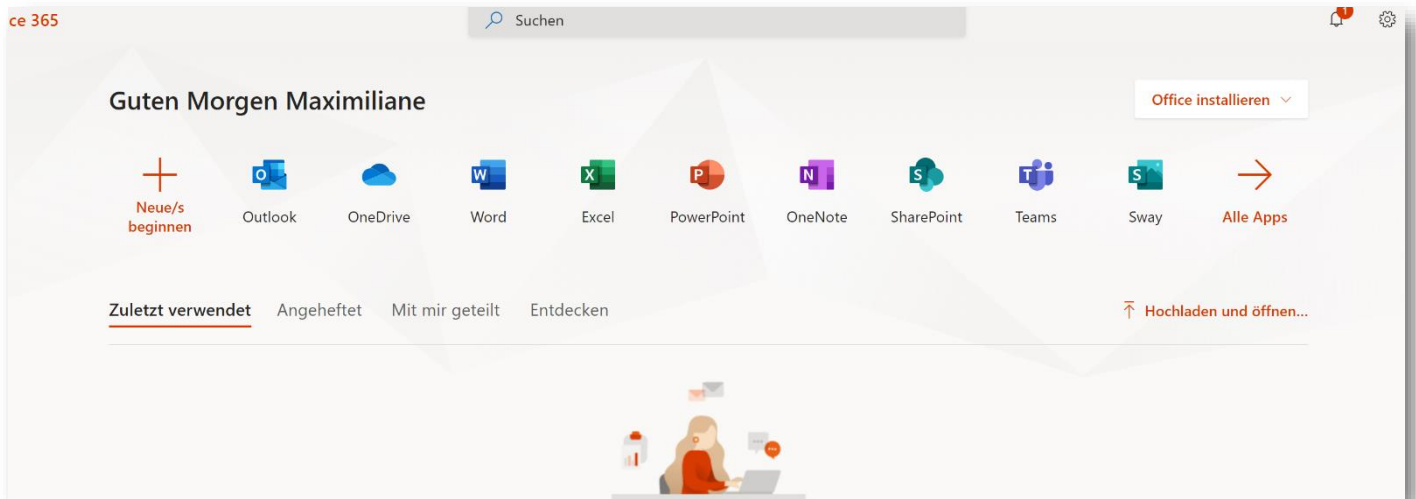 ce 365
Suchen
1
Guten Morgen Maximiliane
Office installieren
Neue/s
beginnen
Outlook
OneDrive
Word
Excel
PowerPoint
OneNote
SharePoint
Teams
Sway
Alle Apps
Zuletzt verwendet
Angeheftet
Mit mir geteilt
Entdecken
Hochladen und öffnen...